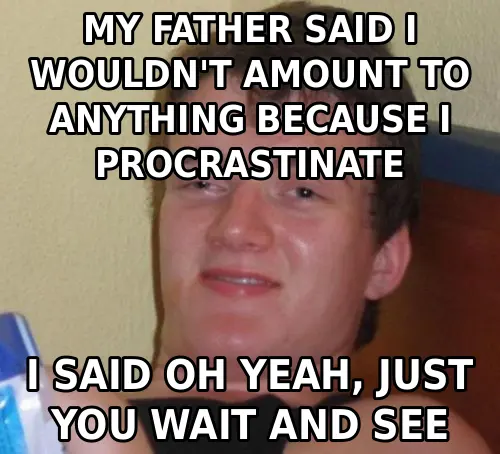 MY FATHER SAID I
WOULDN'T AMOUNT TO
ANYTHING BECAUSE I
PROCRASTINATE
I SAID OH YEAH, JUST
YOU WAIT AND SEE